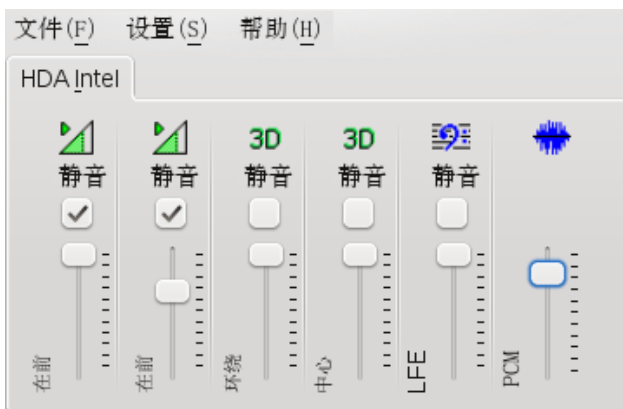 文件(F) 设置(S) 帮助(H)
HDA Intel
3D 3D
静音 静音 静音 静音 静音
在前 在前 环绕 中心 LFE PCM